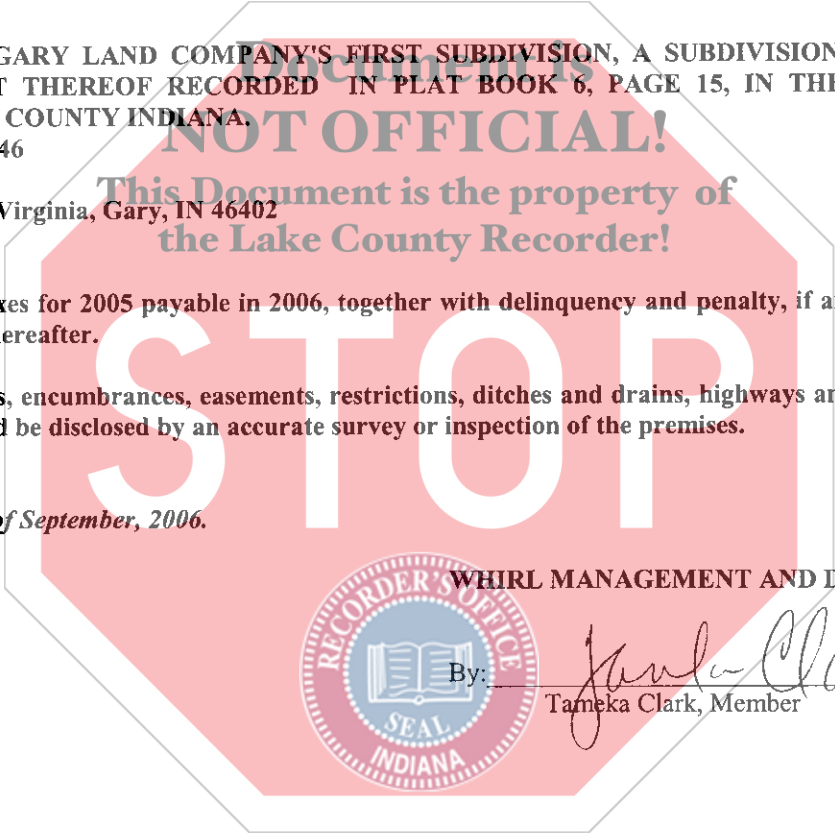 GARY LAND COMPANY'S FIRST SUBDIVISION, A SUBDIVISION
Document is
T THEREOF RECORDED IN PLAT BOOK 6, PAGE 15, IN THE
COUNTY INDIANA.
NOT OFFICIAL!
46
This Document is the property of
Virginia, Gary, IN 46402
the Lake County Recorder!
xes for 2005 payable in 2006, together with delinquency and penalty, if a
ereafter.
STOP
s, encumbrances, easements, restrictions, ditches and drains, highways an
d be disclosed by an accurate survey or inspection of the premises.
of September, 2006.
WHIRL MANAGEMENT AND D
RECORDER'S OFFICE
SEAL
INDIANA
By:
Tameka Clark, Member